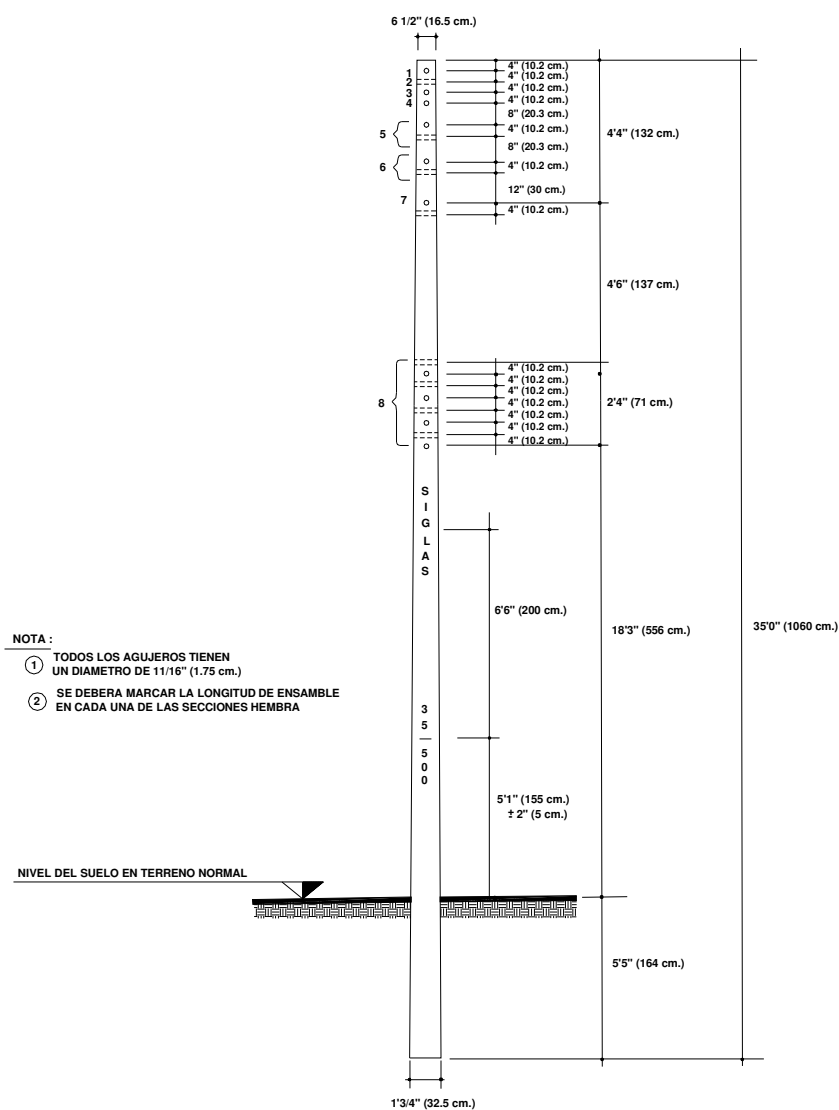 6 1/2" (16.5 cm.)
1
2
3
4
5
6
7
4" (10.2 cm.)
4" (10.2 cm.)
4" (10.2 cm.)
4" (10.2 cm.)
8" (20.3 cm.)
4" (10.2 cm.)
8" (20.3 cm.)
4" (10.2 cm.)
12" (30 cm.)
4" (10.2 cm.)
4'4" (132 cm.)
4'6" (137 cm.)
8
4" (10.2 cm.)
4" (10.2 cm.)
4" (10.2 cm.)
4" (10.2 cm.)
4" (10.2 cm.)
4" (10.2 cm.)
4" (10.2 cm.)
2'4" (71 cm.)
S
I
G
L
A
S
6'6" (200 cm.)
18'3" (556 cm.)
35'0" (1060 cm.)
NOTA :
1 TODOS LOS AGUJEROS TIENEN
UN DIAMETRO DE 11/16" (1.75 cm.)
2 SE DEBERA MARCAR LA LONGITUD DE ENSAMBLE
EN CADA UNA DE LAS SECCIONES HEMBRA
3
5
5
0
0
5'1" (155 cm.)
± 2" (5 cm.)
NIVEL DEL SUELO EN TERRENO NORMAL
5'5" (164 cm.)
1'3/4" (32.5 cm.)